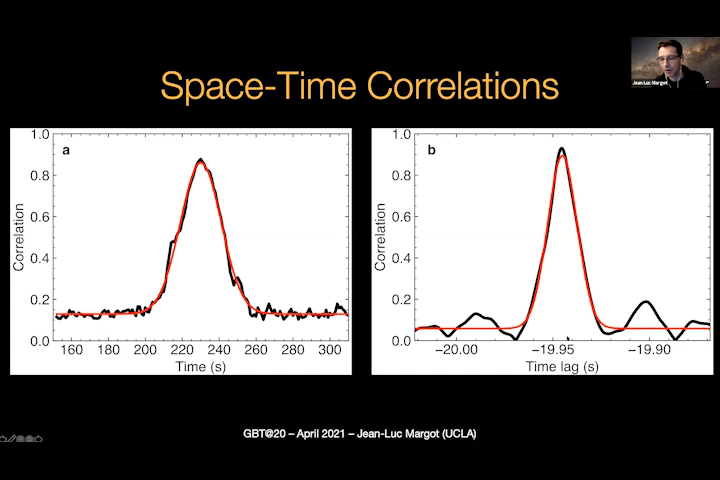 Jean Luc Margot
Space-Time Correlations
a
1.0
0.8
0.6
0.4
0.2
0.0
Correlation
160 180 200 220 240 260 280 300
Time (s)
b
1.0
0.8
0.6
0.4
0.2
0.0
Correlation
−20.00 −19.95 −19.90
Time lag (s)
GBT@20 – April 2021 – Jean-Luc Margot (UCLA)